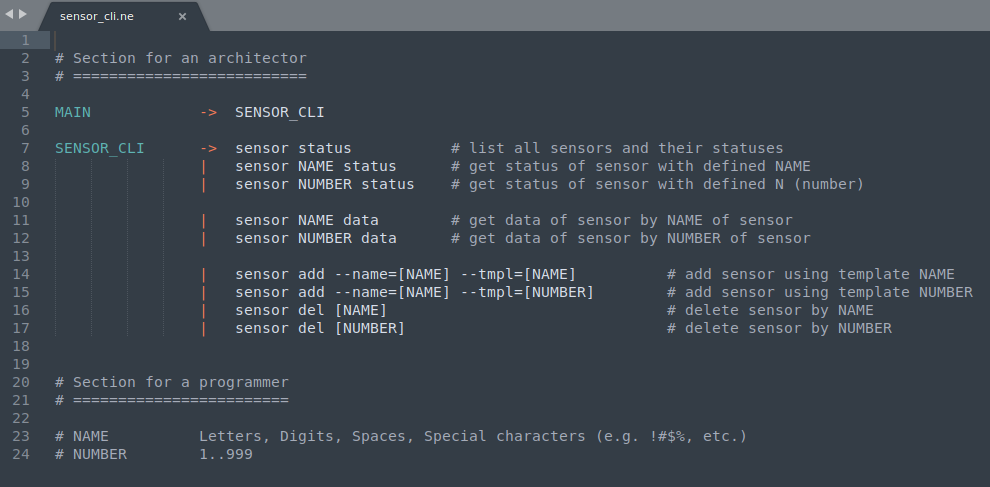 sensor_cli.ne ×
1
2 # Section for an architector
3 # ==========================
4
5 MAIN            ->  SENSOR_CLI
6
7 SENSOR_CLI      ->  sensor status           # list all sensors and their statuses
8                 |   sensor NAME status      # get status of sensor with defined NAME
9                 |   sensor NUMBER status    # get status of sensor with defined N (number)
10
11                 |   sensor NAME data        # get data of sensor by NAME of sensor
12                 |   sensor NUMBER data      # get data of sensor by NUMBER of sensor
13
14                 |   sensor add --name=[NAME] --tmpl=[NAME]          # add sensor using template NAME
15                 |   sensor add --name=[NAME] --tmpl=[NUMBER]        # add sensor using template NUMBER
16                 |   sensor del [NAME]                               # delete sensor by NAME
17                 |   sensor del [NUMBER]                             # delete sensor by NUMBER
18
19
20 # Section for a programmer
21 # ========================
22
23 # NAME          Letters, Digits, Spaces, Special characters (e.g. !#$%, etc.)
24 # NUMBER        1..999